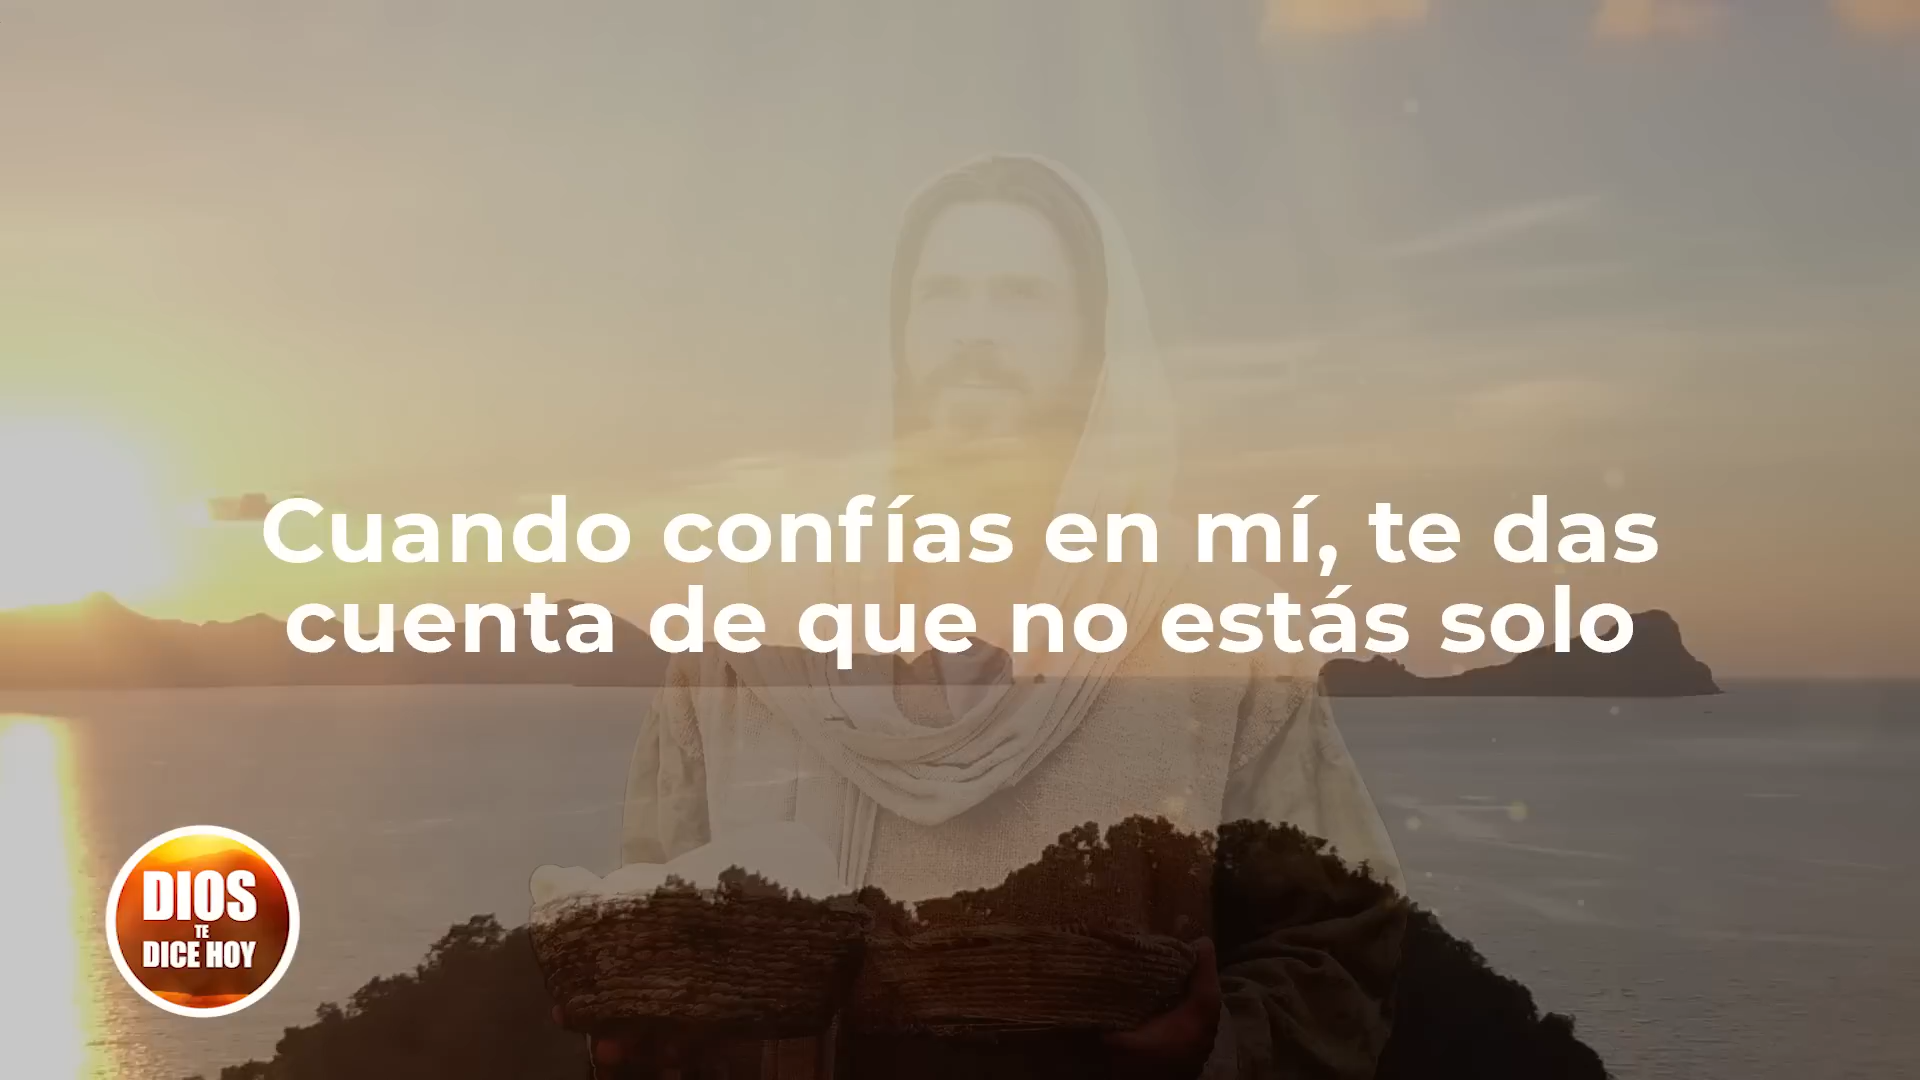 Cuando confías en mí, te das
cuenta de que no estás solo
DIOS
TE
DICE HOY